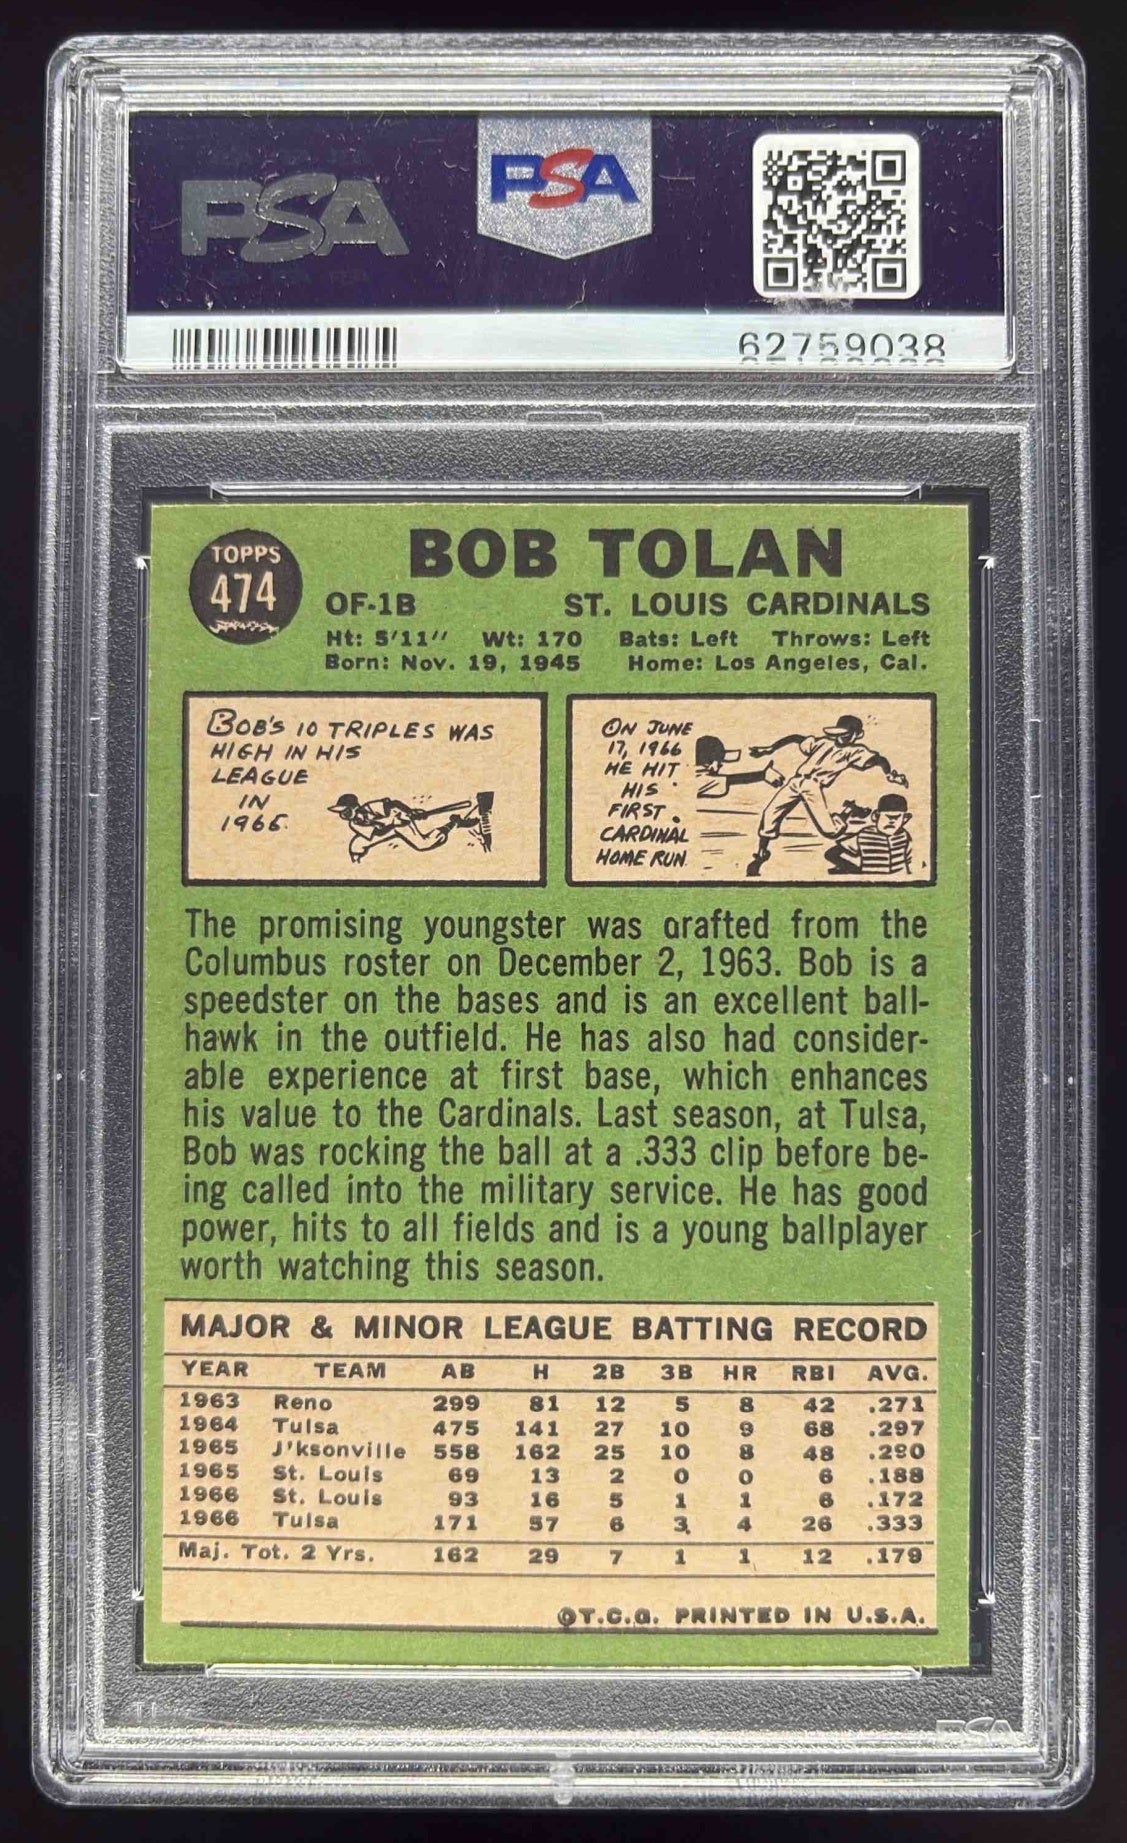 PSA
PSA
62759038
TOPPS
474
BOB TOLAN
OF-1B ST. LOUIS CARDINALS
Ht: 5'11" Wt: 170 Bats: Left Throws: Left
Born: Nov. 19, 1945 Home: Los Angeles, Cal.
BOB'S 10 TRIPLES WAS
HIGH IN HIS
LEAGUE
IN
1965.
ON JUNE
17, 1966
HE HIT
HIS
FIRST
CARDINAL
HOME RUN.
The promising youngster was drafted from the
Columbus roster on December 2, 1963. Bob is a
speedster on the bases and is an excellent ball-
hawk in the outfield. He has also had consider-
able experience at first base, which enhances
his value to the Cardinals. Last season, at Tulsa,
Bob was rocking the ball at a .333 clip before be-
ing called into the military service. He has good
power, hits to all fields and is a young ballplayer
worth watching this season.
MAJOR & MINOR LEAGUE BATTING RECORD
YEAR TEAM AB H 2B 3B HR RBI AVG.
1963 Reno 299 81 12 5 8 42 .271
1964 Tulsa 475 141 27 10 9 68 .297
1965 J'ksonville 558 162 25 10 8 48 .290
1965 St. Louis 69 13 2 0 0 6 .188
1966 St. Louis 93 16 5 1 1 6 .172
1966 Tulsa 171 57 6 3 4 26 .333
Maj. Tot. 2 Yrs. 162 29 7 1 1 12 .179
©T.C.G. PRINTED IN U.S.A.
PSA